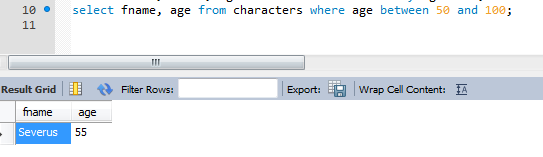 10 select fname, age from characters where age between 50 and 100;
11
Result Grid Filter Rows: Export: Wrap Cell Content:
fname age
Severus 55